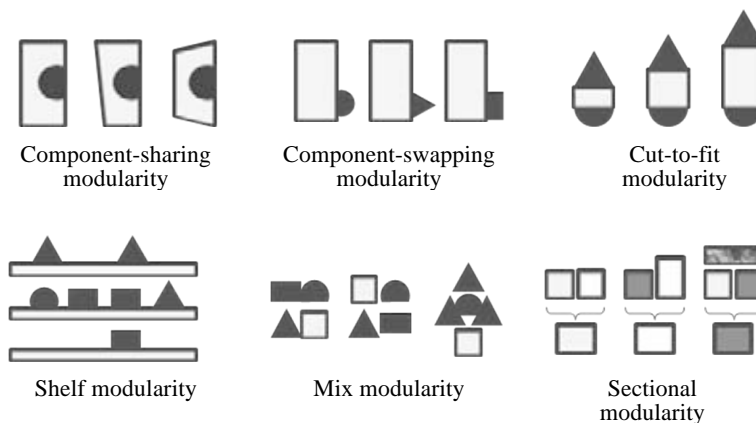 Component-sharing
modularity
Component-swapping
modularity
Cut-to-fit
modularity
Shelf modularity
Mix modularity
Sectional
modularity